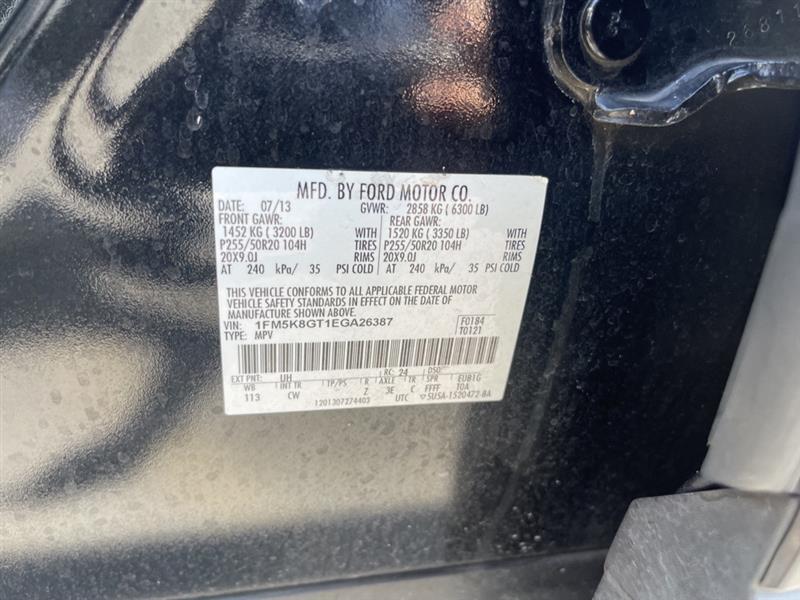 26811
MFD. BY FORD MOTOR CO.
DATE: 07/13 GVWR: 2858 KG ( 6300 LB)
FRONT GAWR: REAR GAWR:
1452 KG ( 3200 LB) WITH 1520 KG ( 3350 LB) WITH
P255/50R20 104H TIRES P255/50R20 104H TIRES
20X9.0J RIMS 20X9.0J RIMS
AT 240 kPa/ 35 PSI COLD AT 240 kPa/ 35 PSI COLD
THIS VEHICLE CONFORMS TO ALL APPLICABLE FEDERAL MOTOR
VEHICLE SAFETY STANDARDS IN EFFECT ON THE DATE OF
MANUFACTURE SHOWN ABOVE.
VIN: 1FM5K8GT1EGA26387 F0184
TYPE: MPV T0121
EXT PNT: UH RC: 24 DSO:
WB INT TR TP/PS R AXLE TR SPR EUB1G
113 CW Z 3E C FFFF T0A
1201307274403 UTC ▽5U5A-1520472-BA